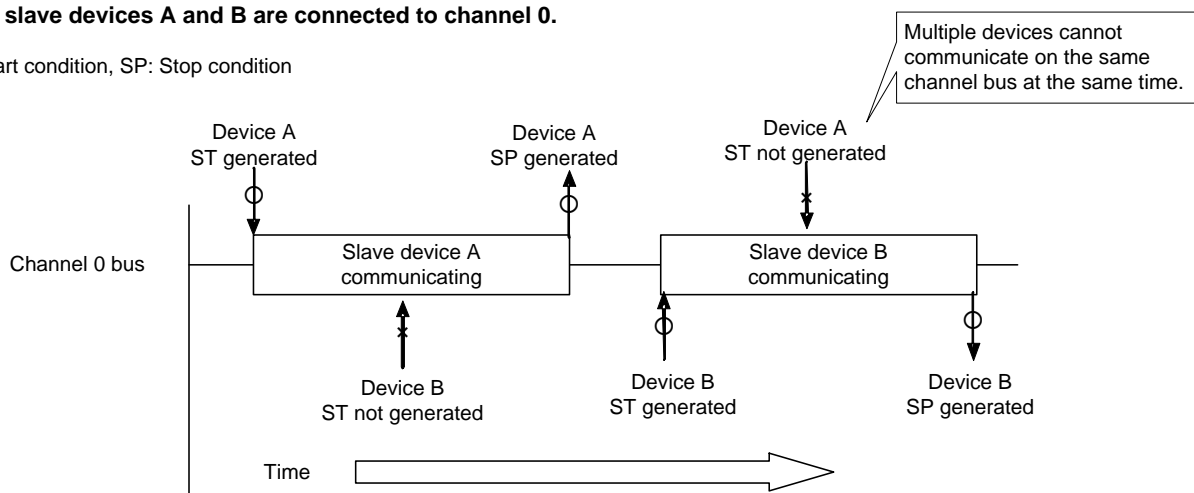 slave devices A and B are connected to channel 0.
art condition, SP: Stop condition
Multiple devices cannot
communicate on the same
channel bus at the same time.
Device A
ST generated
Device A
SP generated
Device A
ST not generated
Channel 0 bus
Slave device A
communicating
Slave device B
communicating
Device B
ST not generated
Device B
ST generated
Device B
SP generated
Time